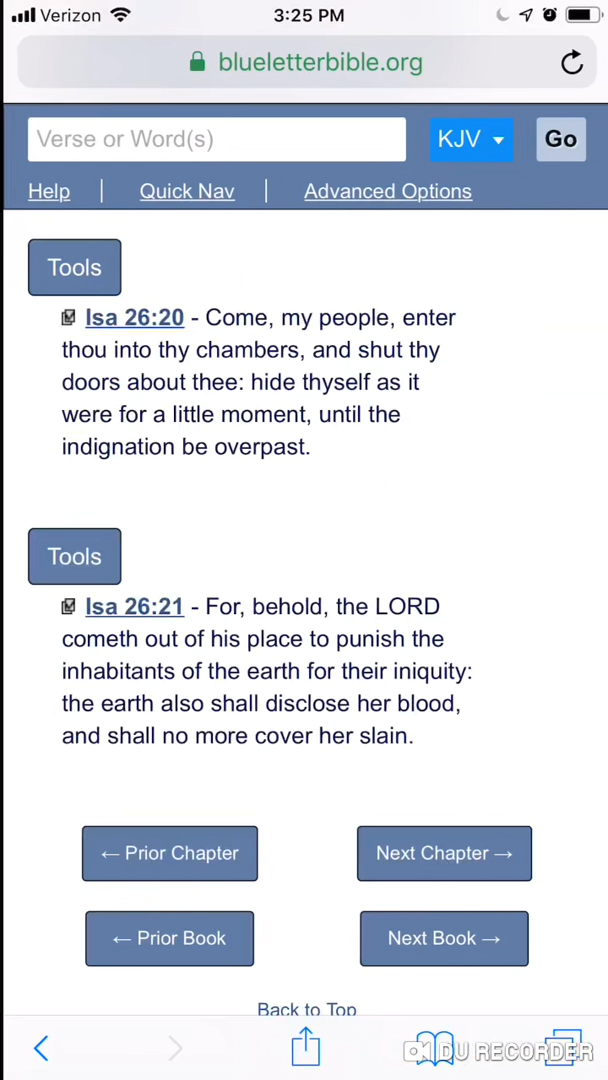 Verizon 3:25 PM
blueletterbible.org
Verse or Word(s) KJV Go
Help | Quick Nav | Advanced Options
Tools
Isa 26:20 - Come, my people, enter
thou into thy chambers, and shut thy
doors about thee: hide thyself as it
were for a little moment, until the
indignation be overpast.
Tools
Isa 26:21 - For, behold, the LORD
cometh out of his place to punish the
inhabitants of the earth for their iniquity:
the earth also shall disclose her blood,
and shall no more cover her slain.
← Prior Chapter Next Chapter →
← Prior Book Next Book →
Back to Top
DU RECORDER